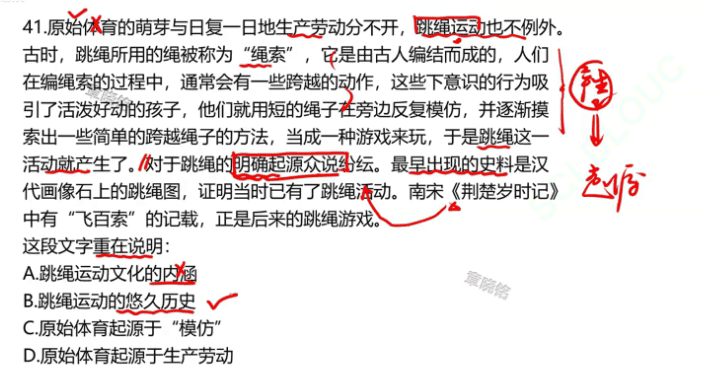 41.原始体育的萌芽与日复一日地生产劳动分不开，跳绳运动也不例外。
古时，跳绳所用的绳被称为“绳索”，它是由古人编结而成的，人们
在编绳索的过程中，通常会有一些跨越的动作，这些下意识的行为吸
引了活泼好动的孩子，他们就用短的绳子在旁边反复模仿，并逐渐摸
索出一些简单的跨越绳子的方法，当成一种游戏来玩，于是跳绳这一
活动就产生了。对于跳绳的明确起源众说纷纭。最早出现的史料是汉
代画像石上的跳绳图，证明当时已有了跳绳活动。南宋《荆楚岁时记》
中有“飞百索”的记载，正是后来的跳绳游戏。
这段文字重在说明：
A.跳绳运动文化的内涵
B.跳绳运动的悠久历史
C.原始体育起源于“模仿”
D.原始体育起源于生产劳动
产生
袁晓铭